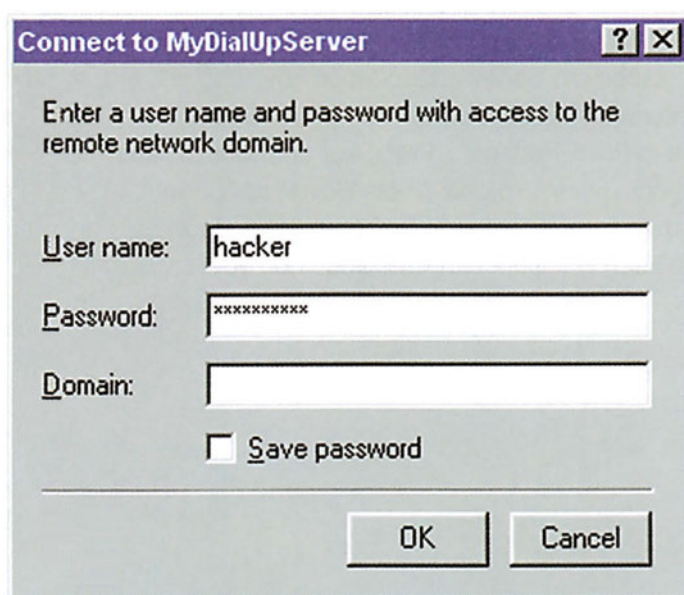 Connect to MyDialUpServer ? X
Enter a user name and password with access to the
remote network domain.
User name: hacker
Password: ××××××××××
Domain:
Save password
OK Cancel